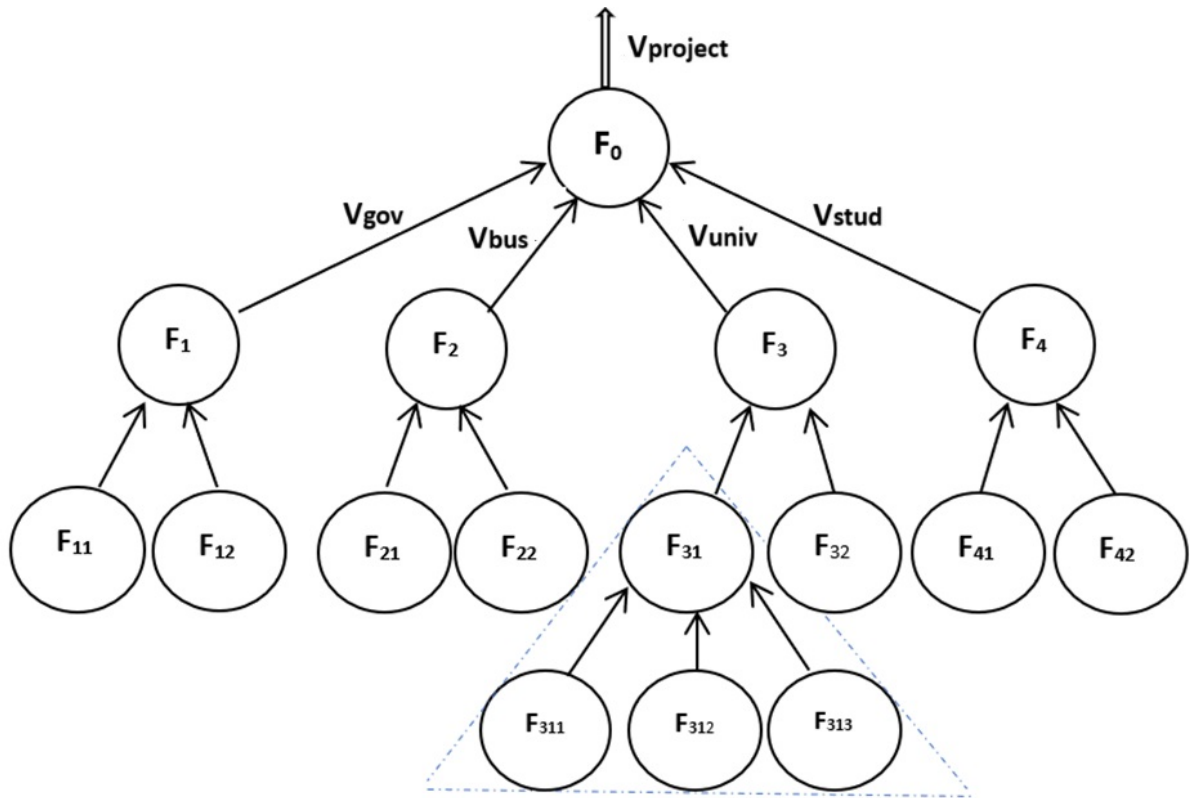 Vproject
F₀
Vgov
Vbus
Vuniv
Vstud
F₁
F₂
F₃
F₄
F₁₁
F₁₂
F₂₁
F₂₂
F₃₁
F₃₂
F₄₁
F₄₂
F₃₁₁
F₃₁₂
F₃₁₃